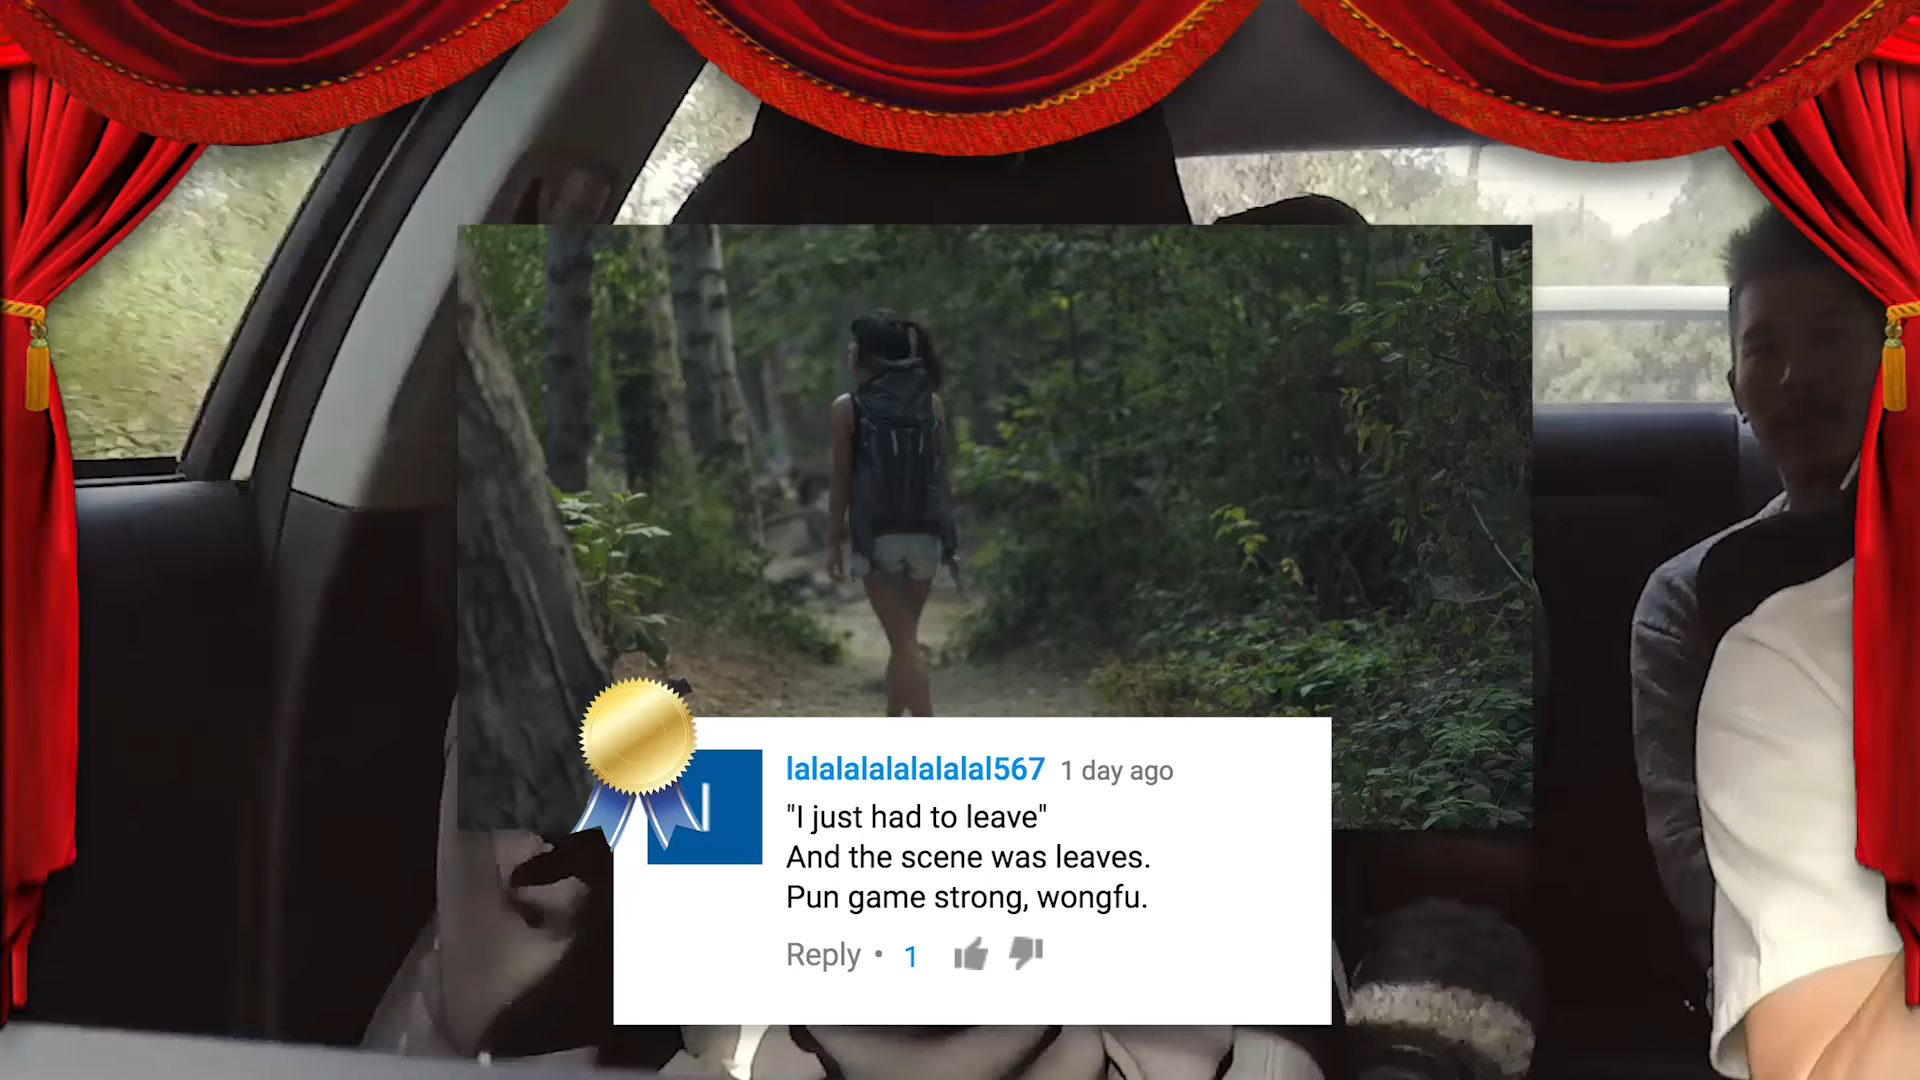 lalalalalalalalal567 1 day ago
"I just had to leave"
And the scene was leaves.
Pun game strong, wongfu.
Reply • 1